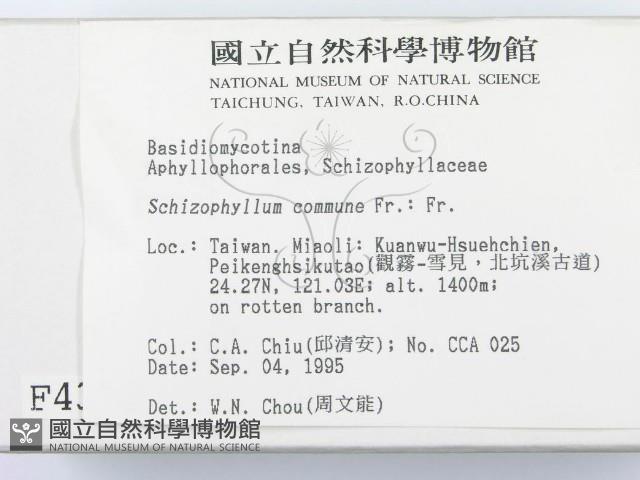 國立自然科學博物館
NATIONAL MUSEUM OF NATURAL SCIENCE
TAICHUNG, TAIWAN, R.O.CHINA
Basidiomycotina
Aphyllophorales, Schizophyllaceae
Schizophyllum commune Fr.: Fr.
Loc.: Taiwan. Miaoli: Kuanwu-Hsuehchien,
Peikenghsikutao(觀霧-雪見，北坑溪古道)
24.27N, 121.03E; alt. 1400m;
on rotten branch.
Col.: C.A. Chiu(邱清安); No. CCA 025
Date: Sep. 04, 1995
Det.: W.N. Chou(周文能)
國立自然科學博物館
NATIONAL MUSEUM OF NATURAL SCIENCE